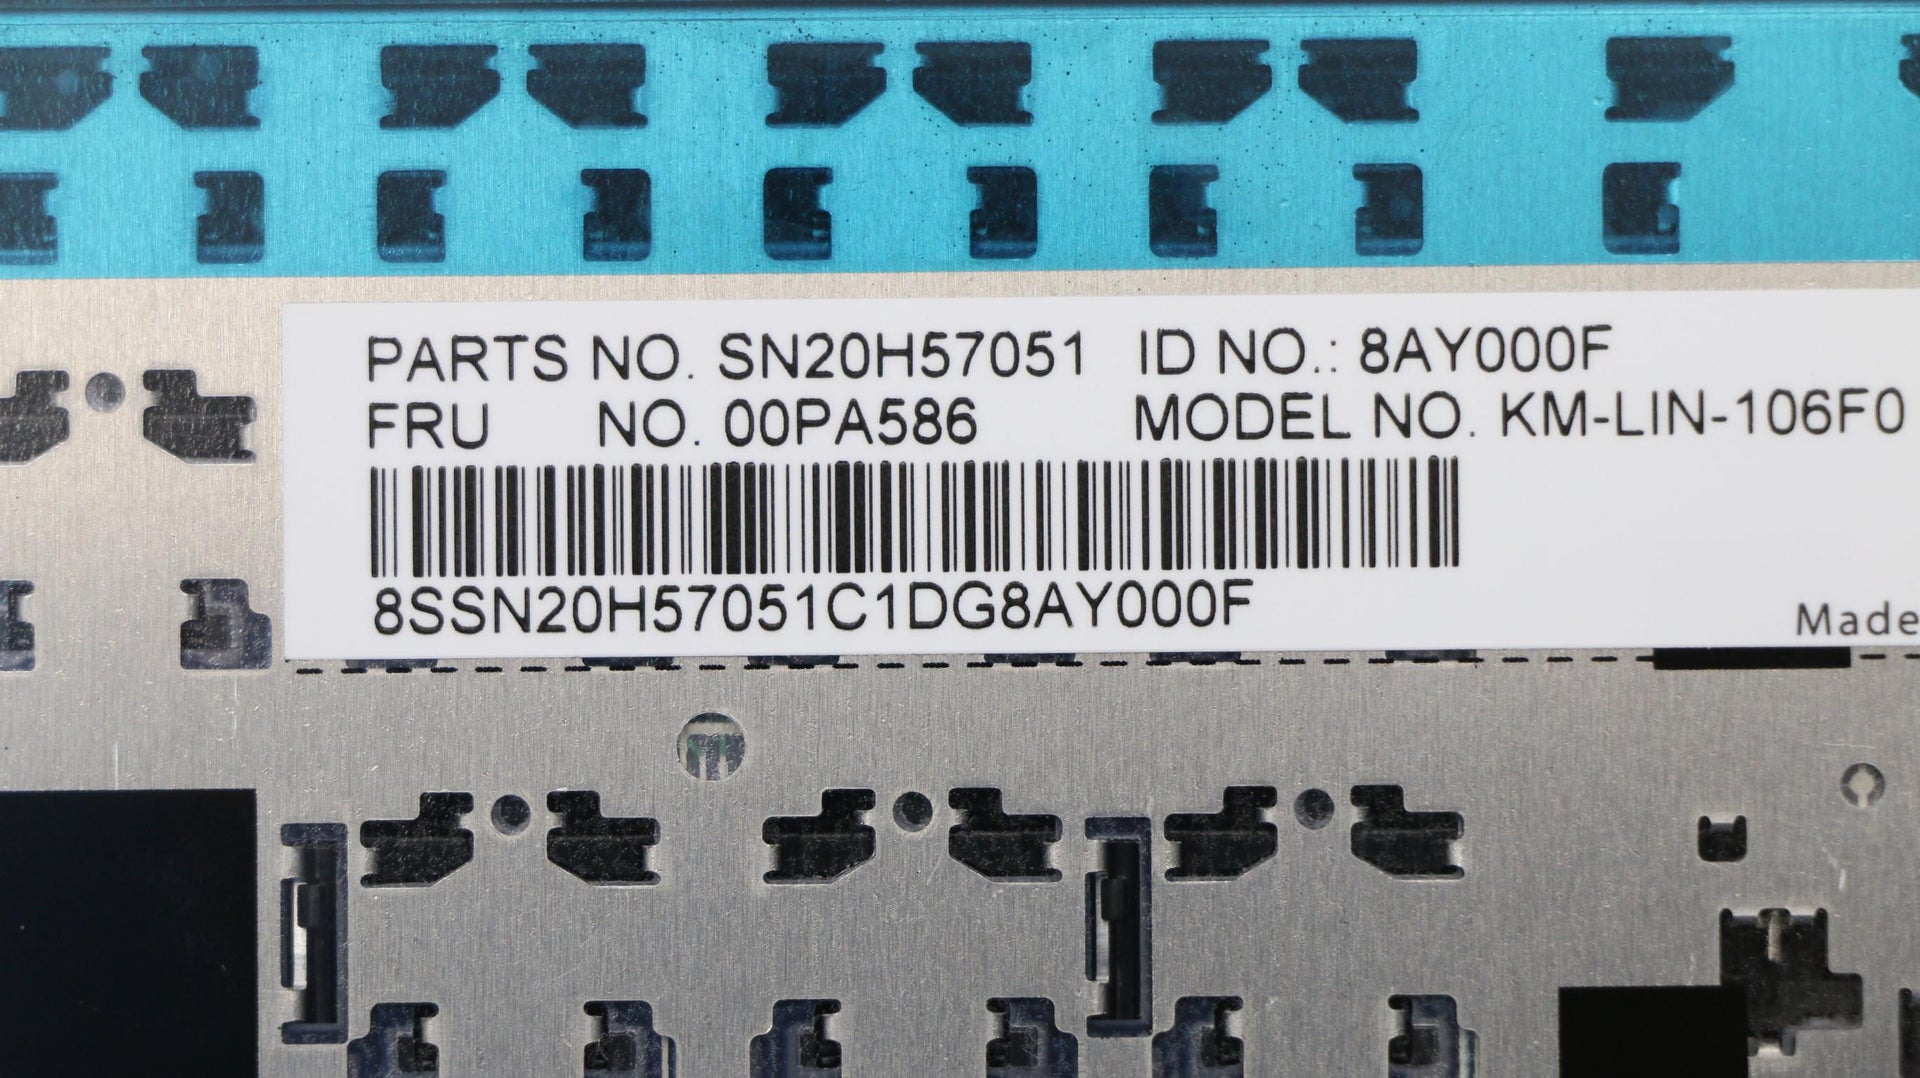 PARTS NO. SN20H57051 ID NO.: 8AY000F
FRU NO. 00PA586 MODEL NO. KM-LIN-106F0
8SSN20H57051C1DG8AY000F
Made